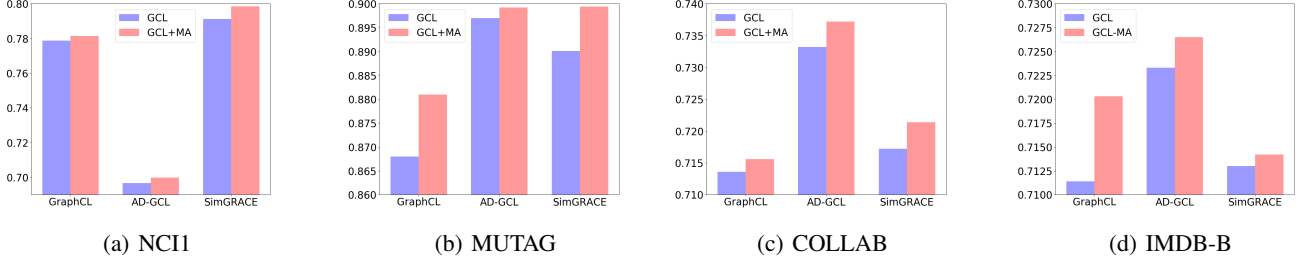 0.80
0.78
0.76
0.74
0.72
0.70
GCL
GCL+MA
GraphCL AD-GCL SimGRACE
(a) NCI1
0.900
0.895
0.890
0.885
0.880
0.875
0.870
0.865
0.860
GCL
GCL+MA
GraphCL AD-GCL SimGRACE
(b) MUTAG
0.740
0.735
0.730
0.725
0.720
0.715
0.710
GCL
GCL+MA
GraphCL AD-GCL SimGRACE
(c) COLLAB
0.7300
0.7275
0.7250
0.7225
0.7200
0.7175
0.7150
0.7125
0.7100
GCL
GCL-MA
GraphCL AD-GCL SimGRACE
(d) IMDB-B